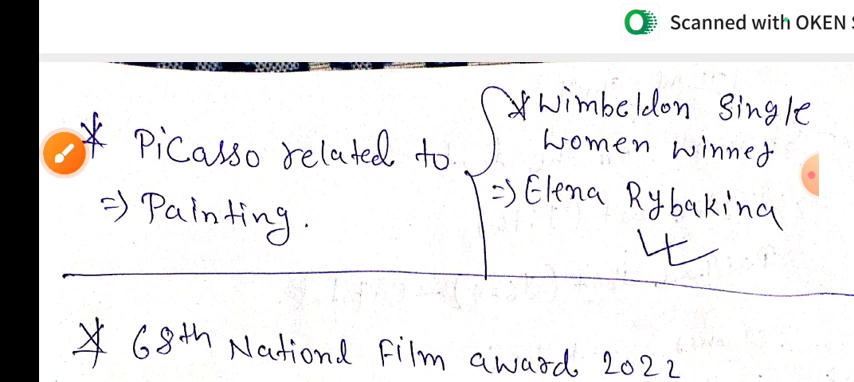 Scanned with OKEN
* Picasso related to
=> Painting.
* Wimbeldon Single
women winner
=> Elena Rybakina
* 68th National Film award 2022